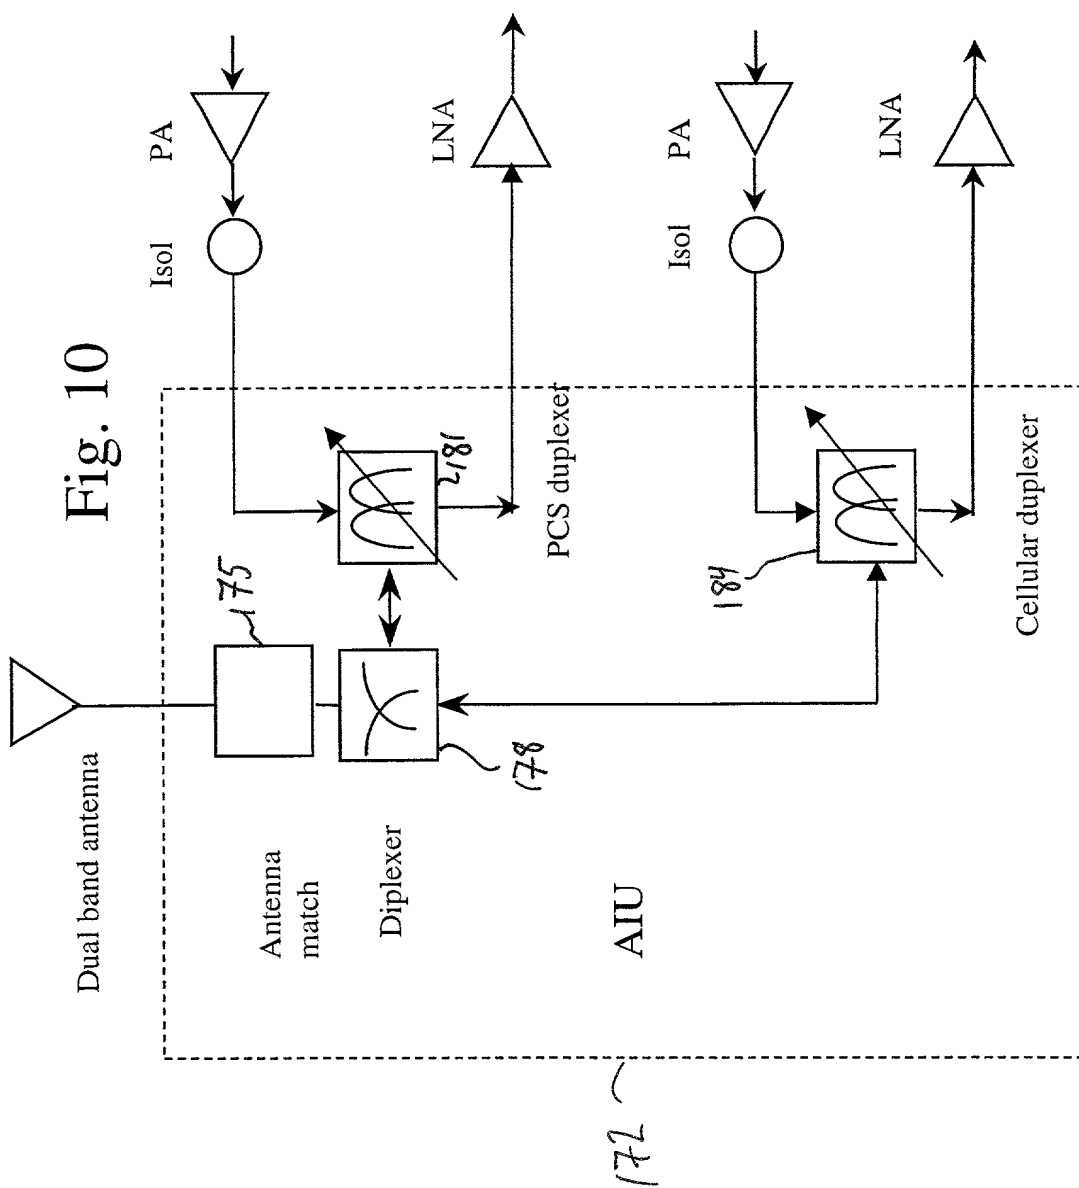 Fig. 10
Dual band antenna
Antenna
match
175
Diplexer
178
181
PCS duplexer
Isol
PA
LNA
AIU
184
Cellular duplexer
Isol
PA
LNA
172